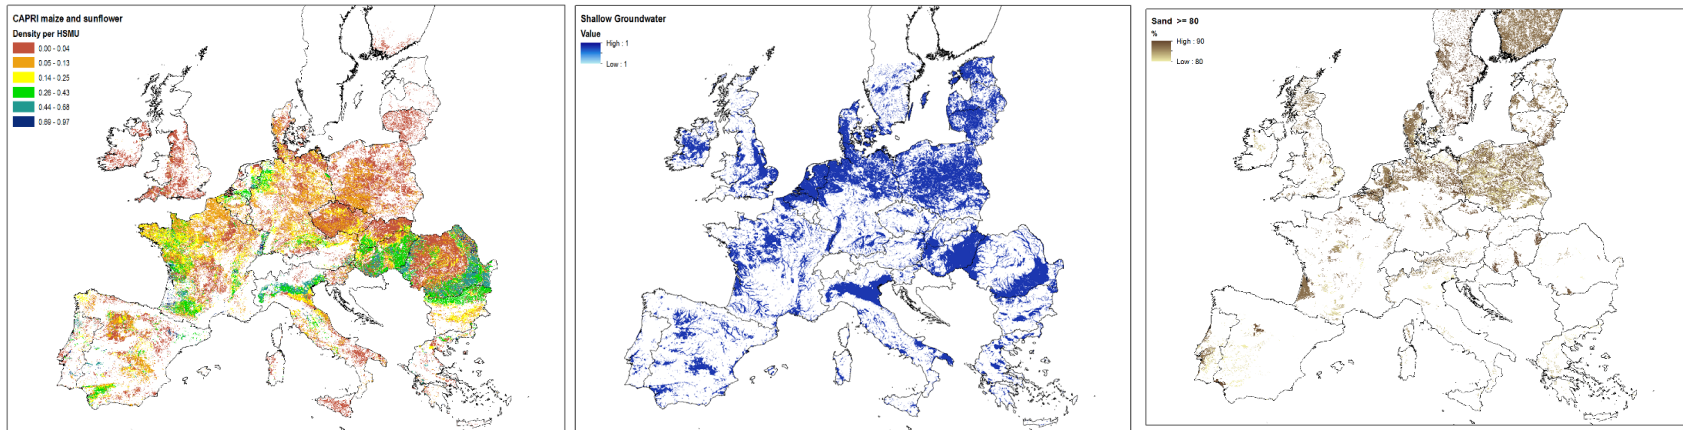 CAPRI maize and sunflower
Density per HSMU
0.00 - 0.04
0.05 - 0.13
0.14 - 0.25
0.26 - 0.43
0.44 - 0.68
0.69 - 0.97
Shallow Groundwater
Value
High : 1
Low : 1
Sand >= 80
%
High : 90
Low : 80